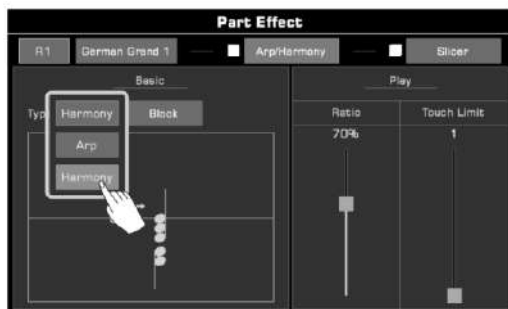 Part Effect
R1 German Grand 1 Arp/Harmony Slicer
Basic
Type Harmony Block
Arp
Harmony
Play
Ratio Touch Limit
70% 1